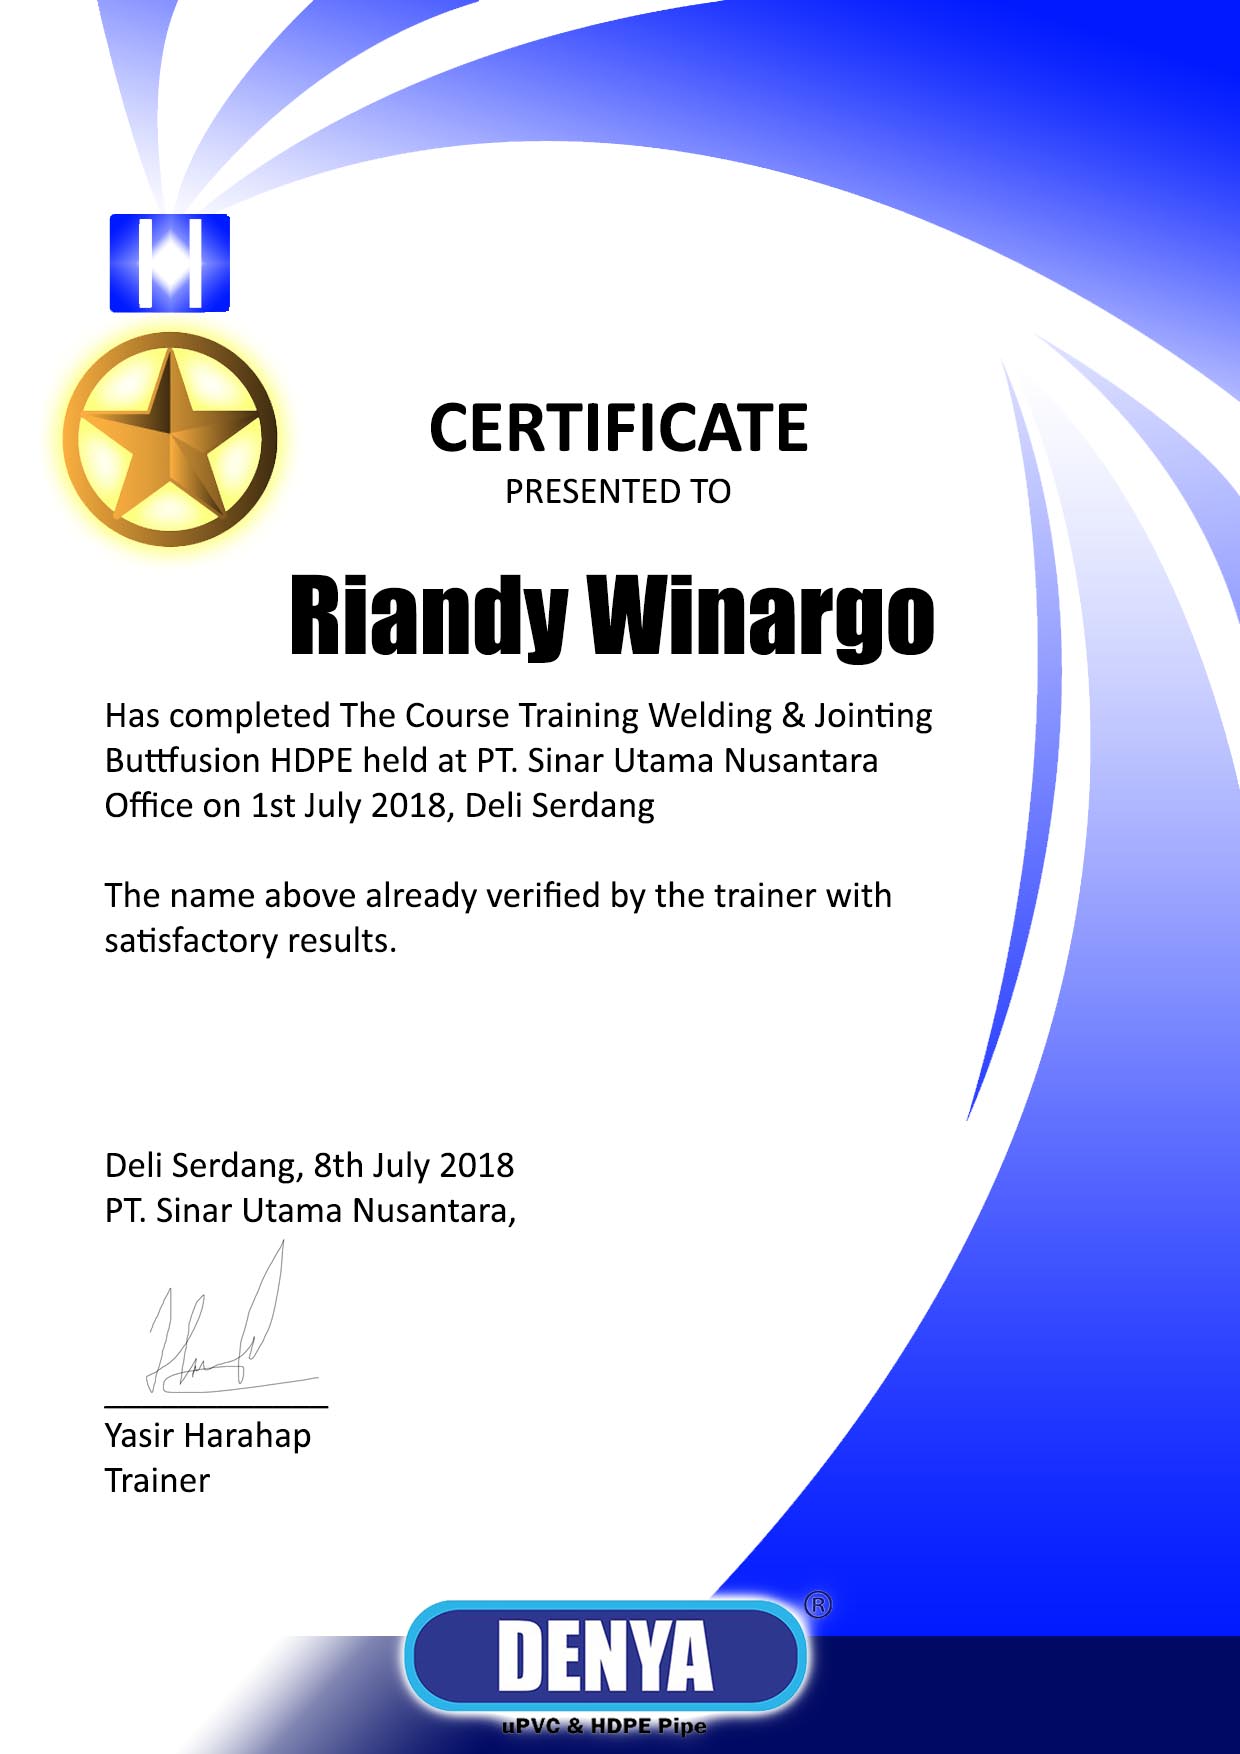 H
CERTIFICATE
PRESENTED TO
Riandy Winargo
Has completed The Course Training Welding & Jointing
Buttfusion HDPE held at PT. Sinar Utama Nusantara
Office on 1st July 2018, Deli Serdang
The name above already verified by the trainer with
satisfactory results.
Deli Serdang, 8th July 2018
PT. Sinar Utama Nusantara,
Yasir Harahap
Trainer
DENYA ®
uPVC & HDPE Pipe